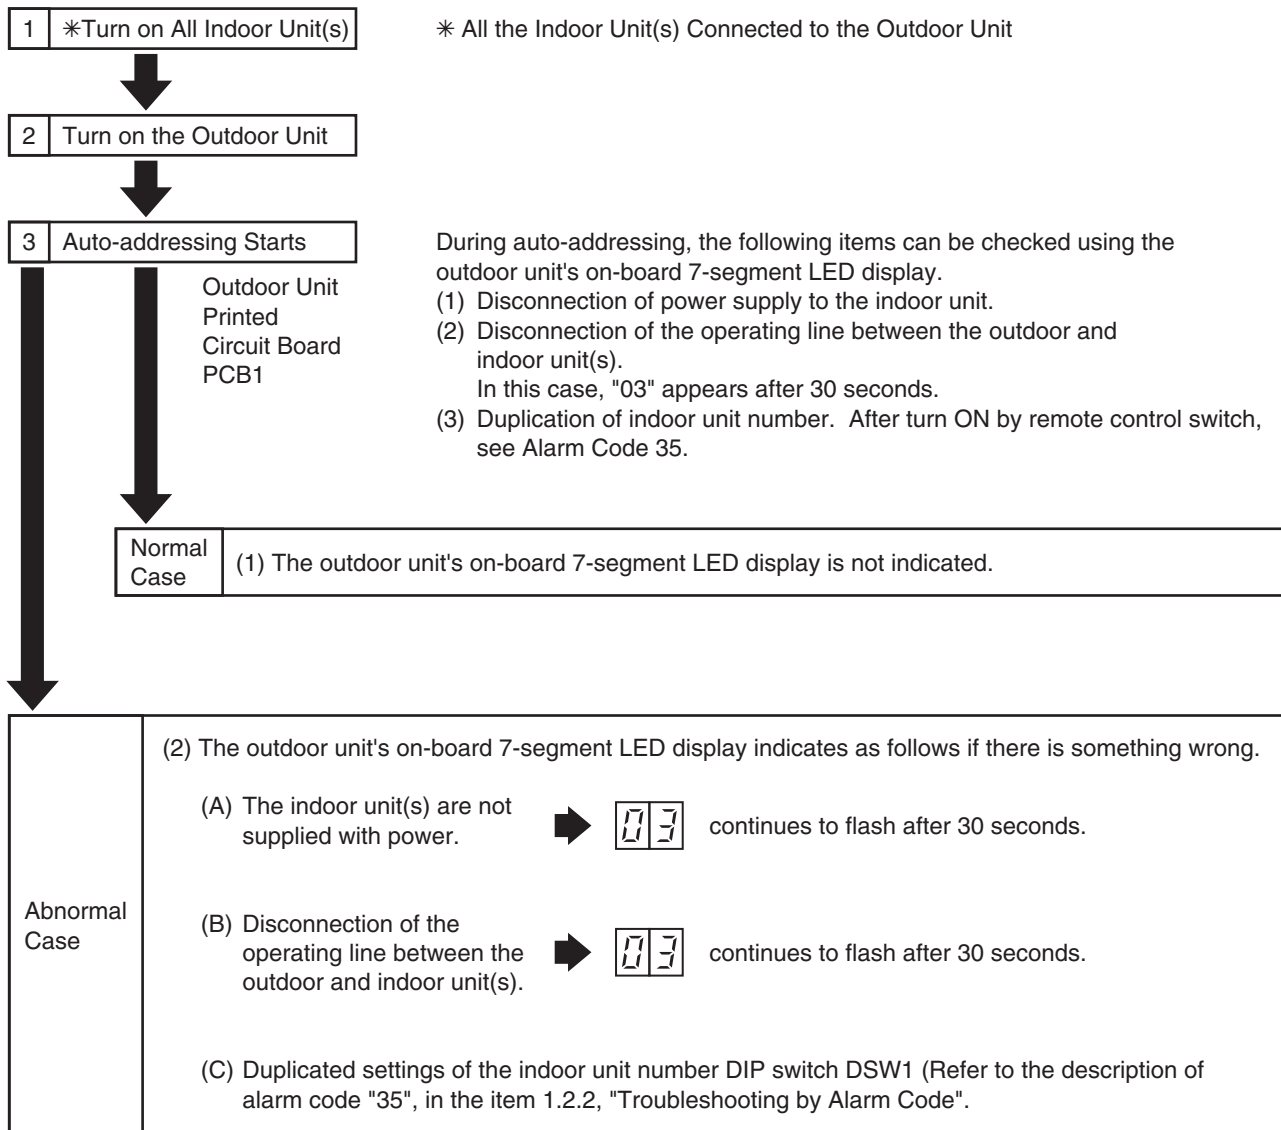 1 ✳Turn on All Indoor Unit(s)
✳ All the Indoor Unit(s) Connected to the Outdoor Unit
2 Turn on the Outdoor Unit
3 Auto-addressing Starts
Outdoor Unit
Printed
Circuit Board
PCB1
During auto-addressing, the following items can be checked using the
outdoor unit's on-board 7-segment LED display.
(1) Disconnection of power supply to the indoor unit.
(2) Disconnection of the operating line between the outdoor and
indoor unit(s).
In this case, "03" appears after 30 seconds.
(3) Duplication of indoor unit number. After turn ON by remote control switch,
see Alarm Code 35.
Normal
Case
(1) The outdoor unit's on-board 7-segment LED display is not indicated.
Abnormal
Case
(2) The outdoor unit's on-board 7-segment LED display indicates as follows if there is something wrong.
(A) The indoor unit(s) are not
supplied with power.
03 continues to flash after 30 seconds.
(B) Disconnection of the
operating line between the
outdoor and indoor unit(s).
03 continues to flash after 30 seconds.
(C) Duplicated settings of the indoor unit number DIP switch DSW1 (Refer to the description of
alarm code "35", in the item 1.2.2, "Troubleshooting by Alarm Code".